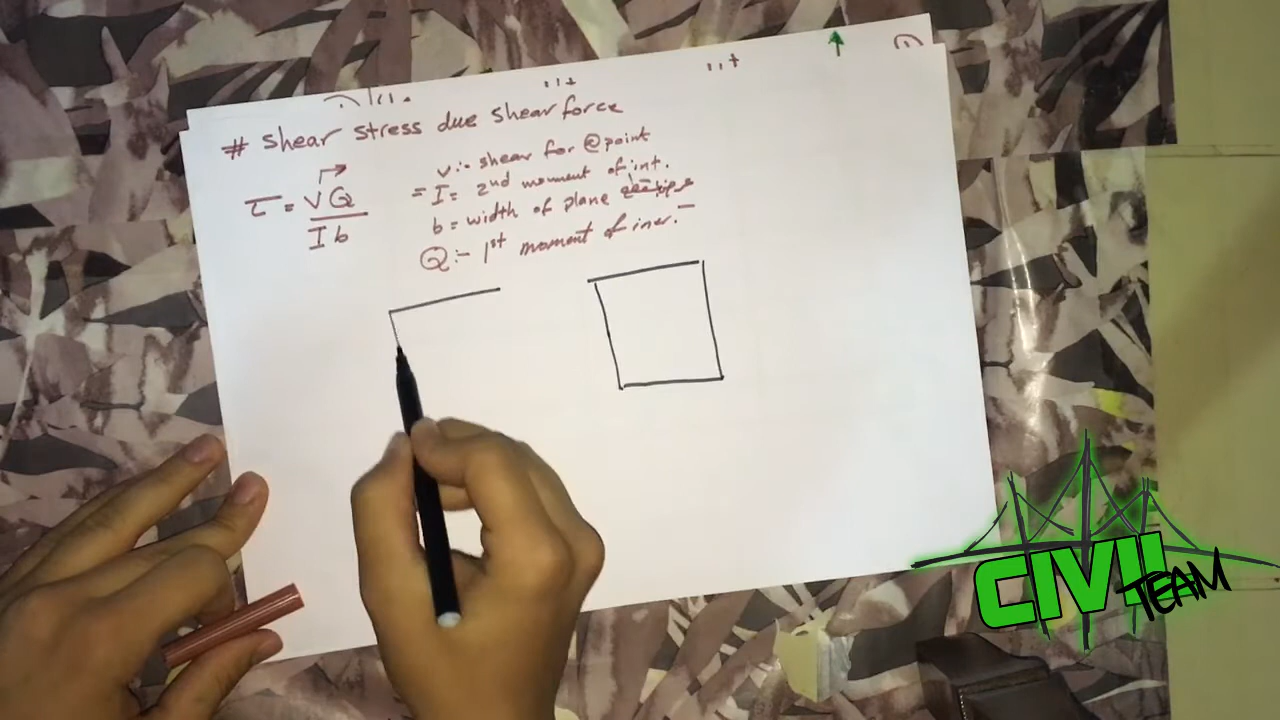 # shear stress due shear force
τ = VQ / Ib
V :- shear for @ point
= I = 2nd moment of int.
b = width of plane
Q :- 1st moment of iner.
CIVIL
TEAM